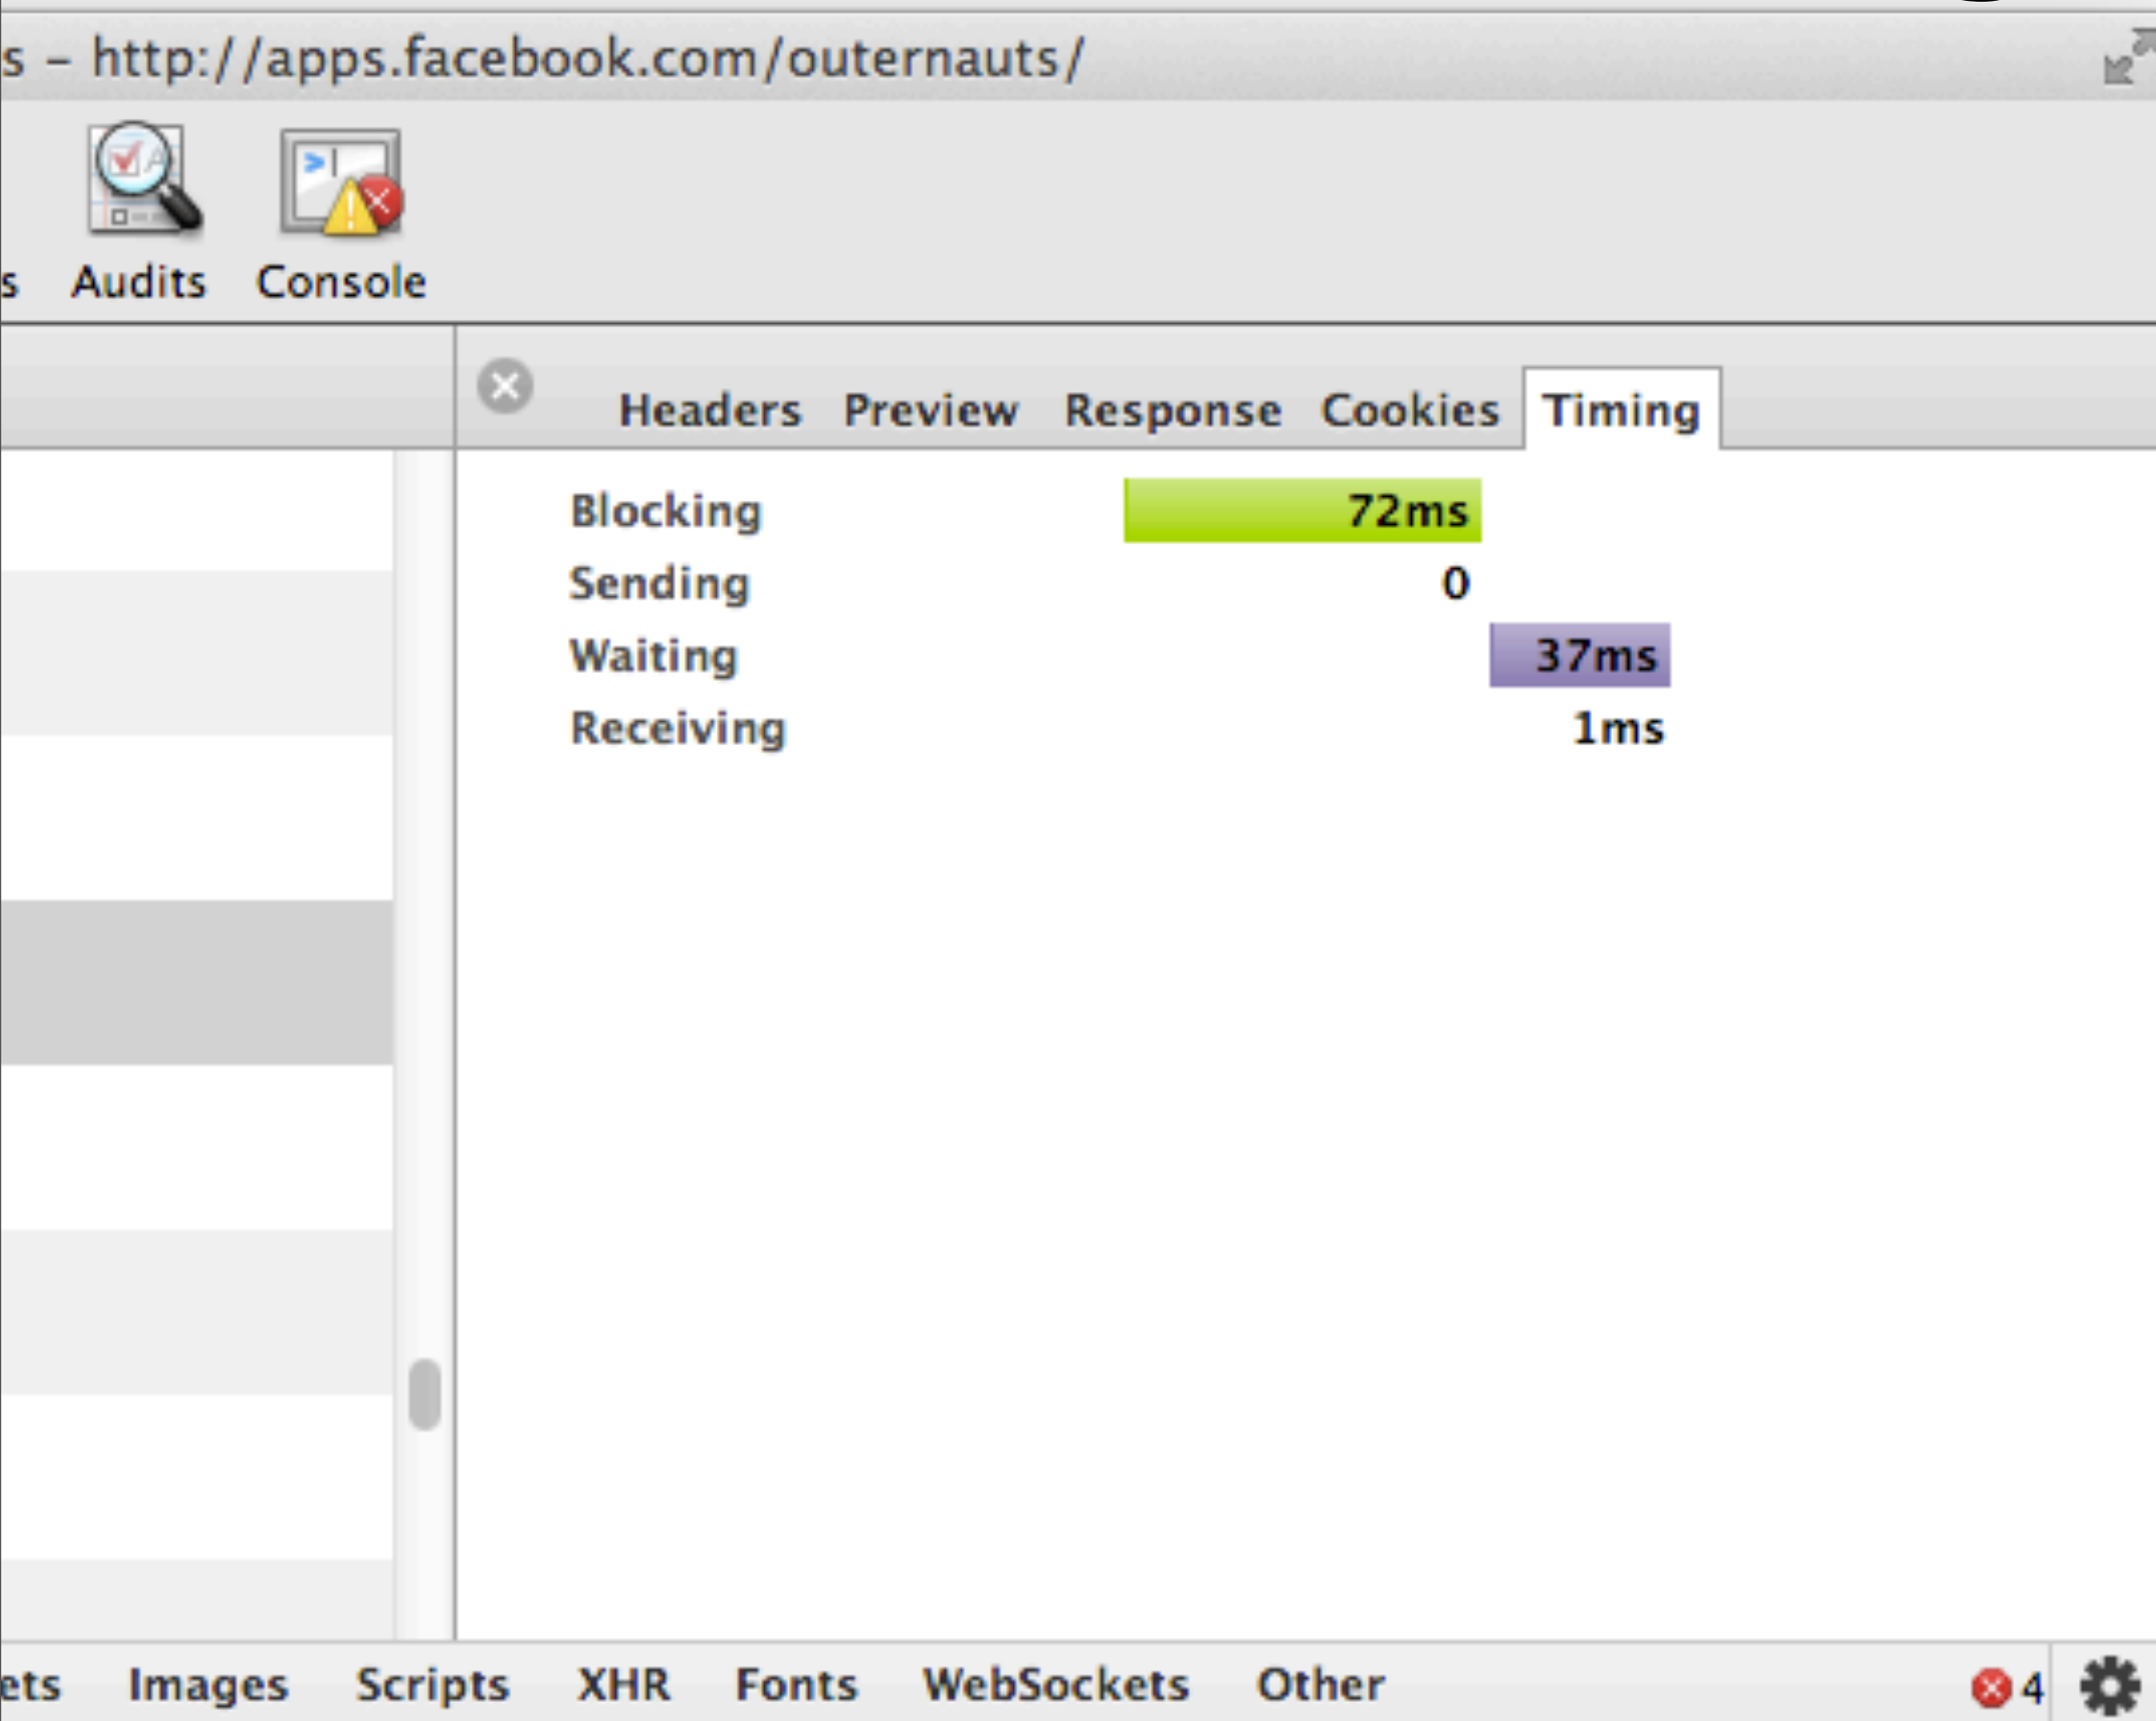 s – http://apps.facebook.com/outernauts/
s Audits Console
Headers Preview Response Cookies Timing
Blocking 72ms
Sending 0
Waiting 37ms
Receiving 1ms
ets Images Scripts XHR Fonts WebSockets Other 4